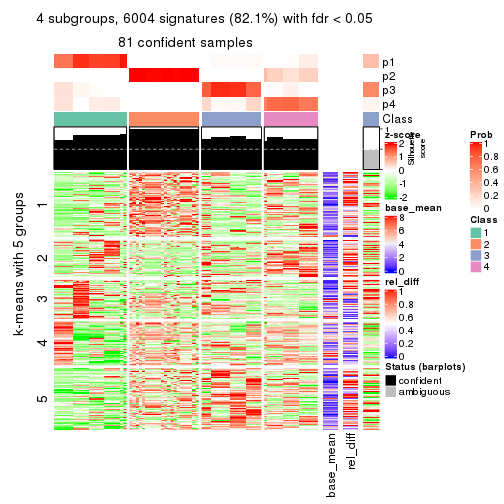 4 subgroups, 6004 signatures (82.1%) with fdr < 0.05
81 confident samples
p1
p2
p3
p4
Class
Silhouette
score
1
0
k-means with 5 groups
1
2
3
4
5
base_mean
rel_diff
z-score
2
1
0
-1
-2
base_mean
8
6
4
2
0
rel_diff
1
0.8
0.6
0.4
0.2
0
Status (barplots)
confident
ambiguous
Prob
1
0.8
0.6
0.4
0.2
0
Class
1
2
3
4